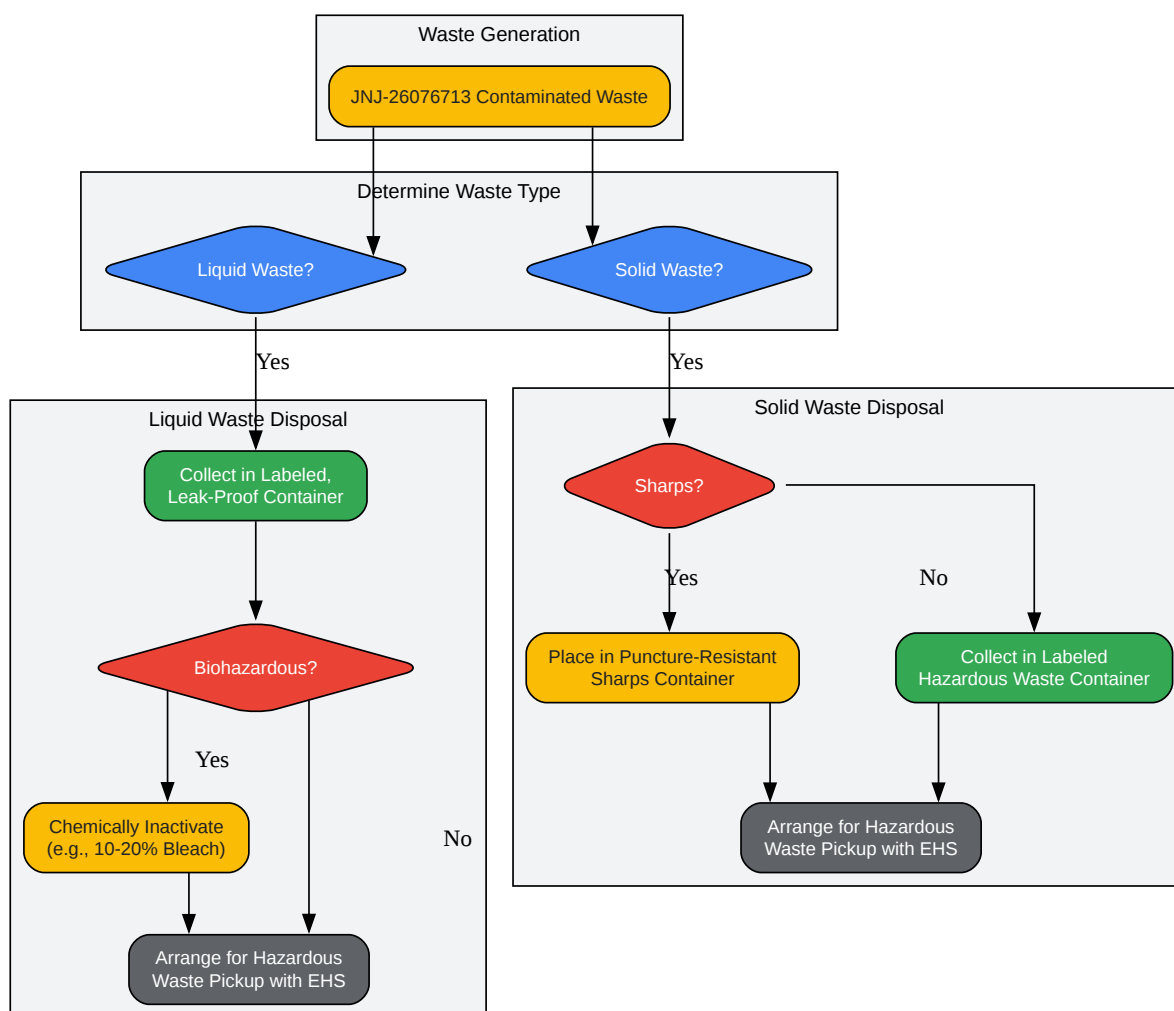 Waste Generation
JNJ-26076713 Contaminated Waste
Determine Waste Type
Liquid Waste?
Solid Waste?
Yes
Yes
Liquid Waste Disposal
Collect in Labeled,
Leak-Proof Container
Biohazardous?
Yes
No
Chemically Inactivate
(e.g., 10-20% Bleach)
Arrange for Hazardous
Waste Pickup with EHS
Solid Waste Disposal
Sharps?
Yes
No
Place in Puncture-Resistant
Sharps Container
Collect in Labeled
Hazardous Waste Container
Arrange for Hazardous
Waste Pickup with EHS